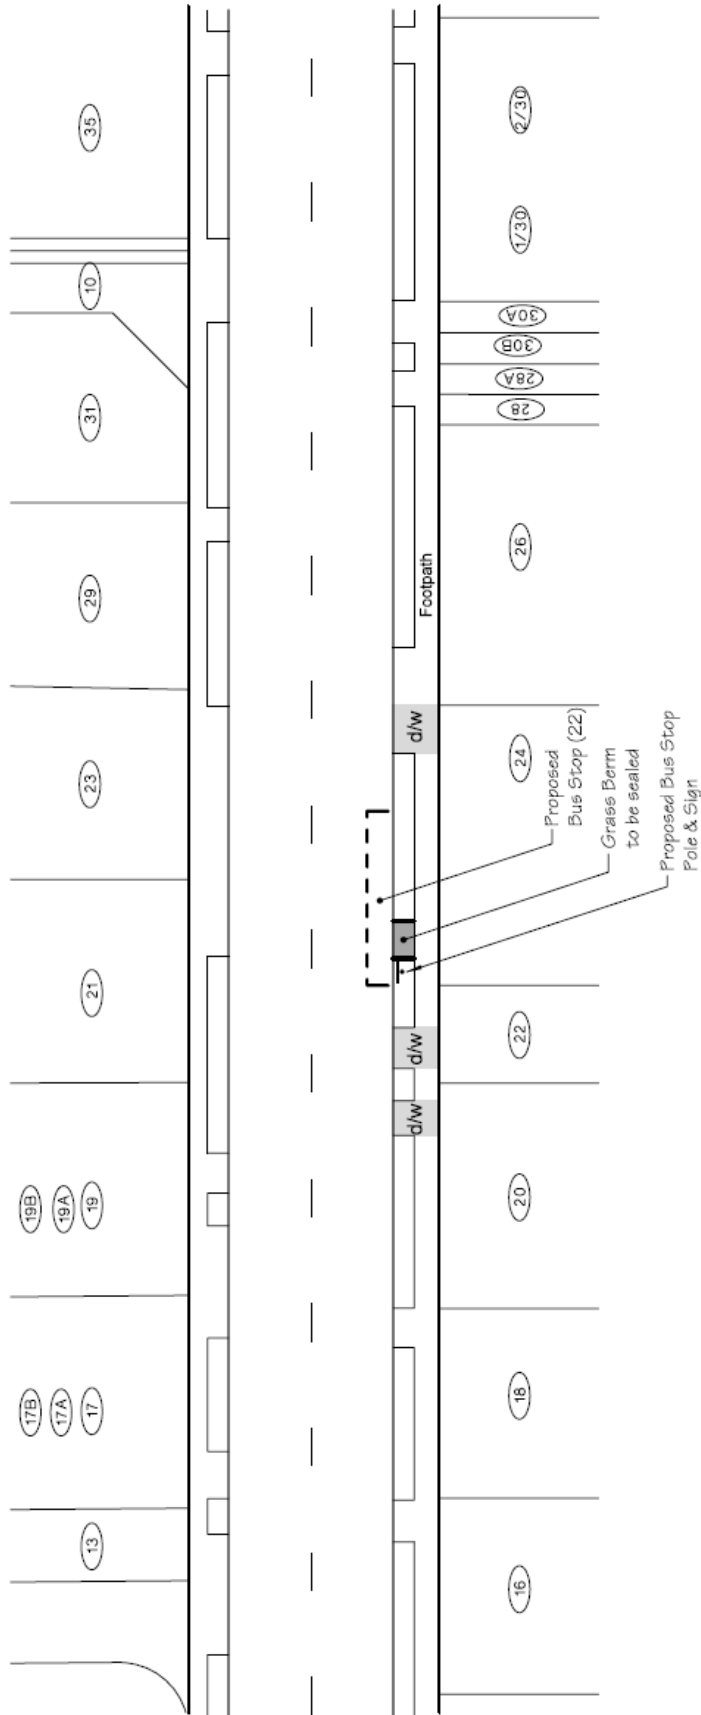 35
10
31
29
23
21
19B
19A
19
17B
17A
17
13
2/30
1/30
30A
30B
28A
28
26
Footpath
d/w
24
Proposed
Bus Stop (22)
Grass Berm
to be sealed
Proposed Bus Stop
Pole & Sign
22
d/w
d/w
20
18
16